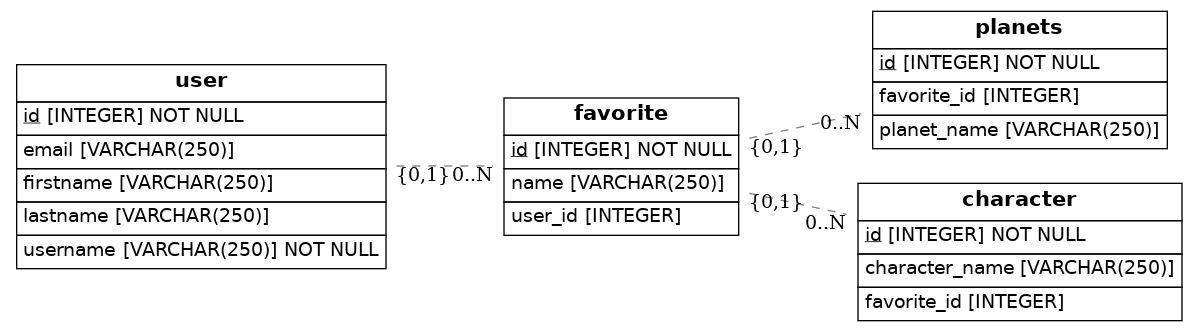 user
id [INTEGER] NOT NULL
email [VARCHAR(250)]
firstname [VARCHAR(250)]
lastname [VARCHAR(250)]
username [VARCHAR(250)] NOT NULL
{0,1}
0..N
favorite
id [INTEGER] NOT NULL
name [VARCHAR(250)]
user_id [INTEGER]
{0,1}
0..N
{0,1}
0..N
planets
id [INTEGER] NOT NULL
favorite_id [INTEGER]
planet_name [VARCHAR(250)]
character
id [INTEGER] NOT NULL
character_name [VARCHAR(250)]
favorite_id [INTEGER]